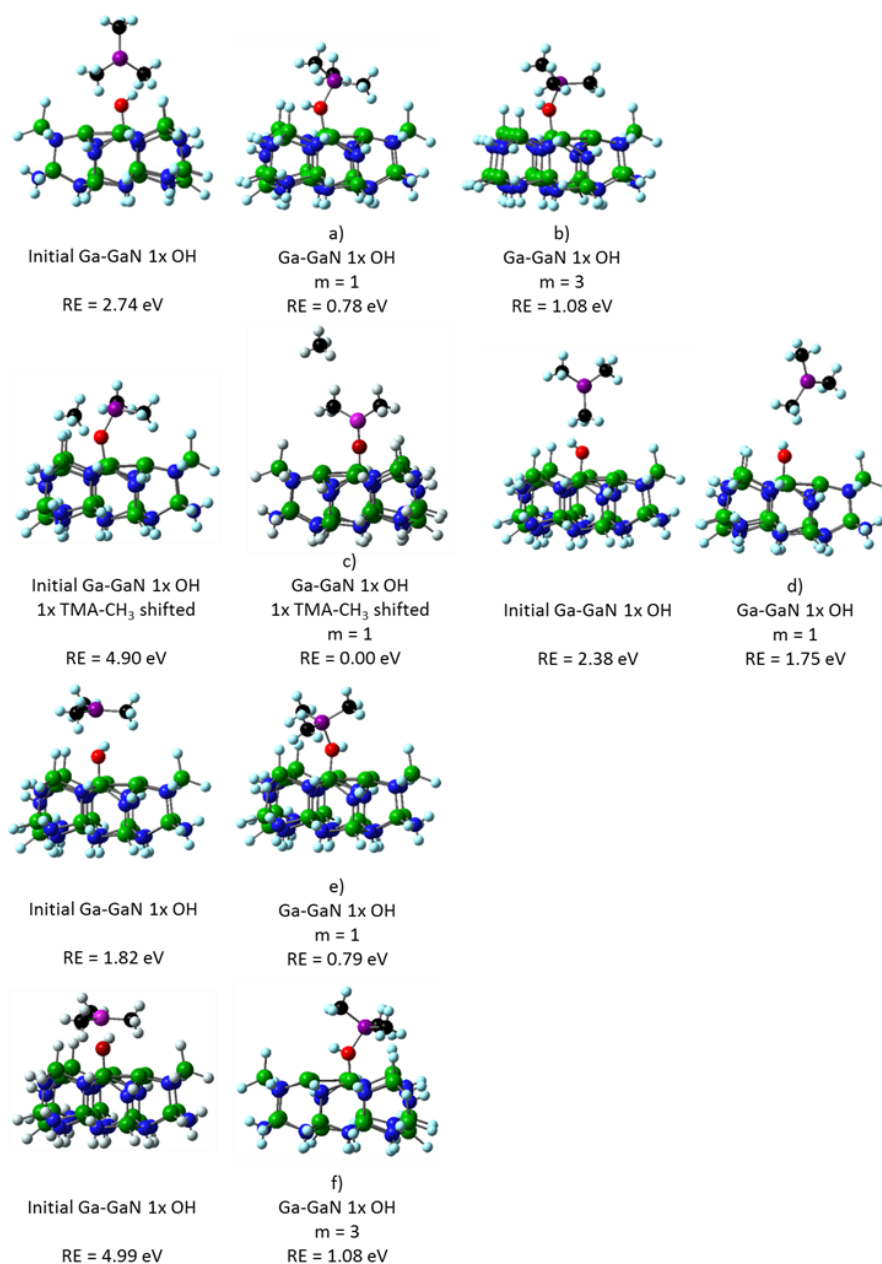 a)
b)
Initial Ga-GaN 1x OH
Ga-GaN 1x OH
Ga-GaN 1x OH
m = 1
m = 3
RE = 2.74 eV
RE = 0.78 eV
RE = 1.08 eV
c)
d)
Initial Ga-GaN 1x OH
Ga-GaN 1x OH
Initial Ga-GaN 1x OH
Ga-GaN 1x OH
1x TMA-CH₃ shifted
1x TMA-CH₃ shifted
m = 1
m = 1
RE = 4.90 eV
RE = 0.00 eV
RE = 2.38 eV
RE = 1.75 eV
e)
Initial Ga-GaN 1x OH
Ga-GaN 1x OH
m = 1
RE = 1.82 eV
RE = 0.79 eV
f)
Initial Ga-GaN 1x OH
Ga-GaN 1x OH
m = 3
RE = 4.99 eV
RE = 1.08 eV